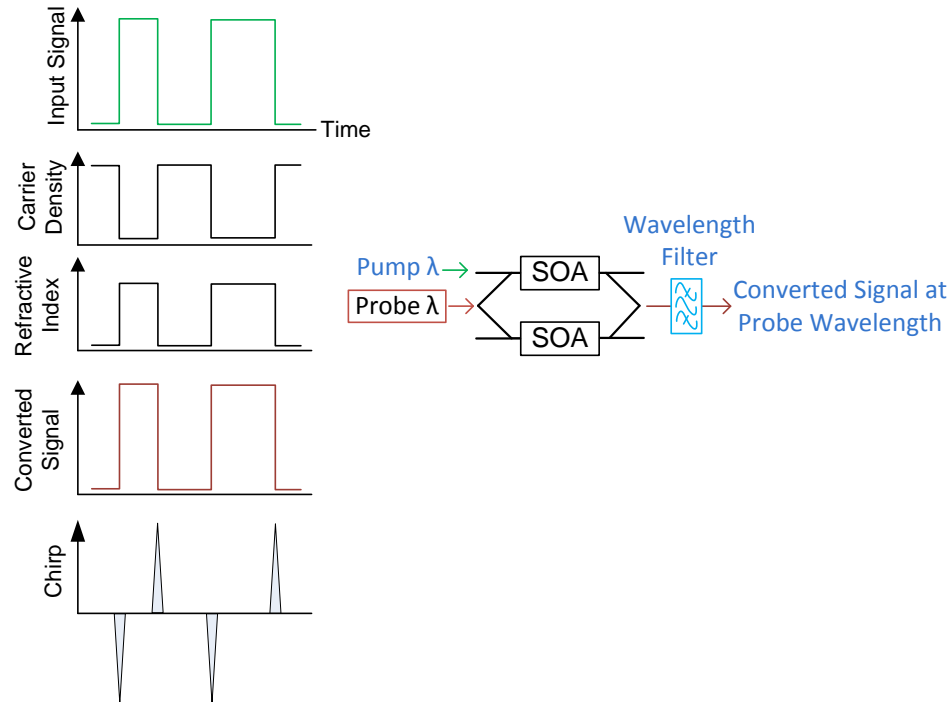 Input Signal
Time
Carrier
Density
Refractive
Index
Converted
Signal
Chirp
Wavelength
Filter
Pump λ
SOA
Probe λ
SOA
Converted Signal at
Probe Wavelength